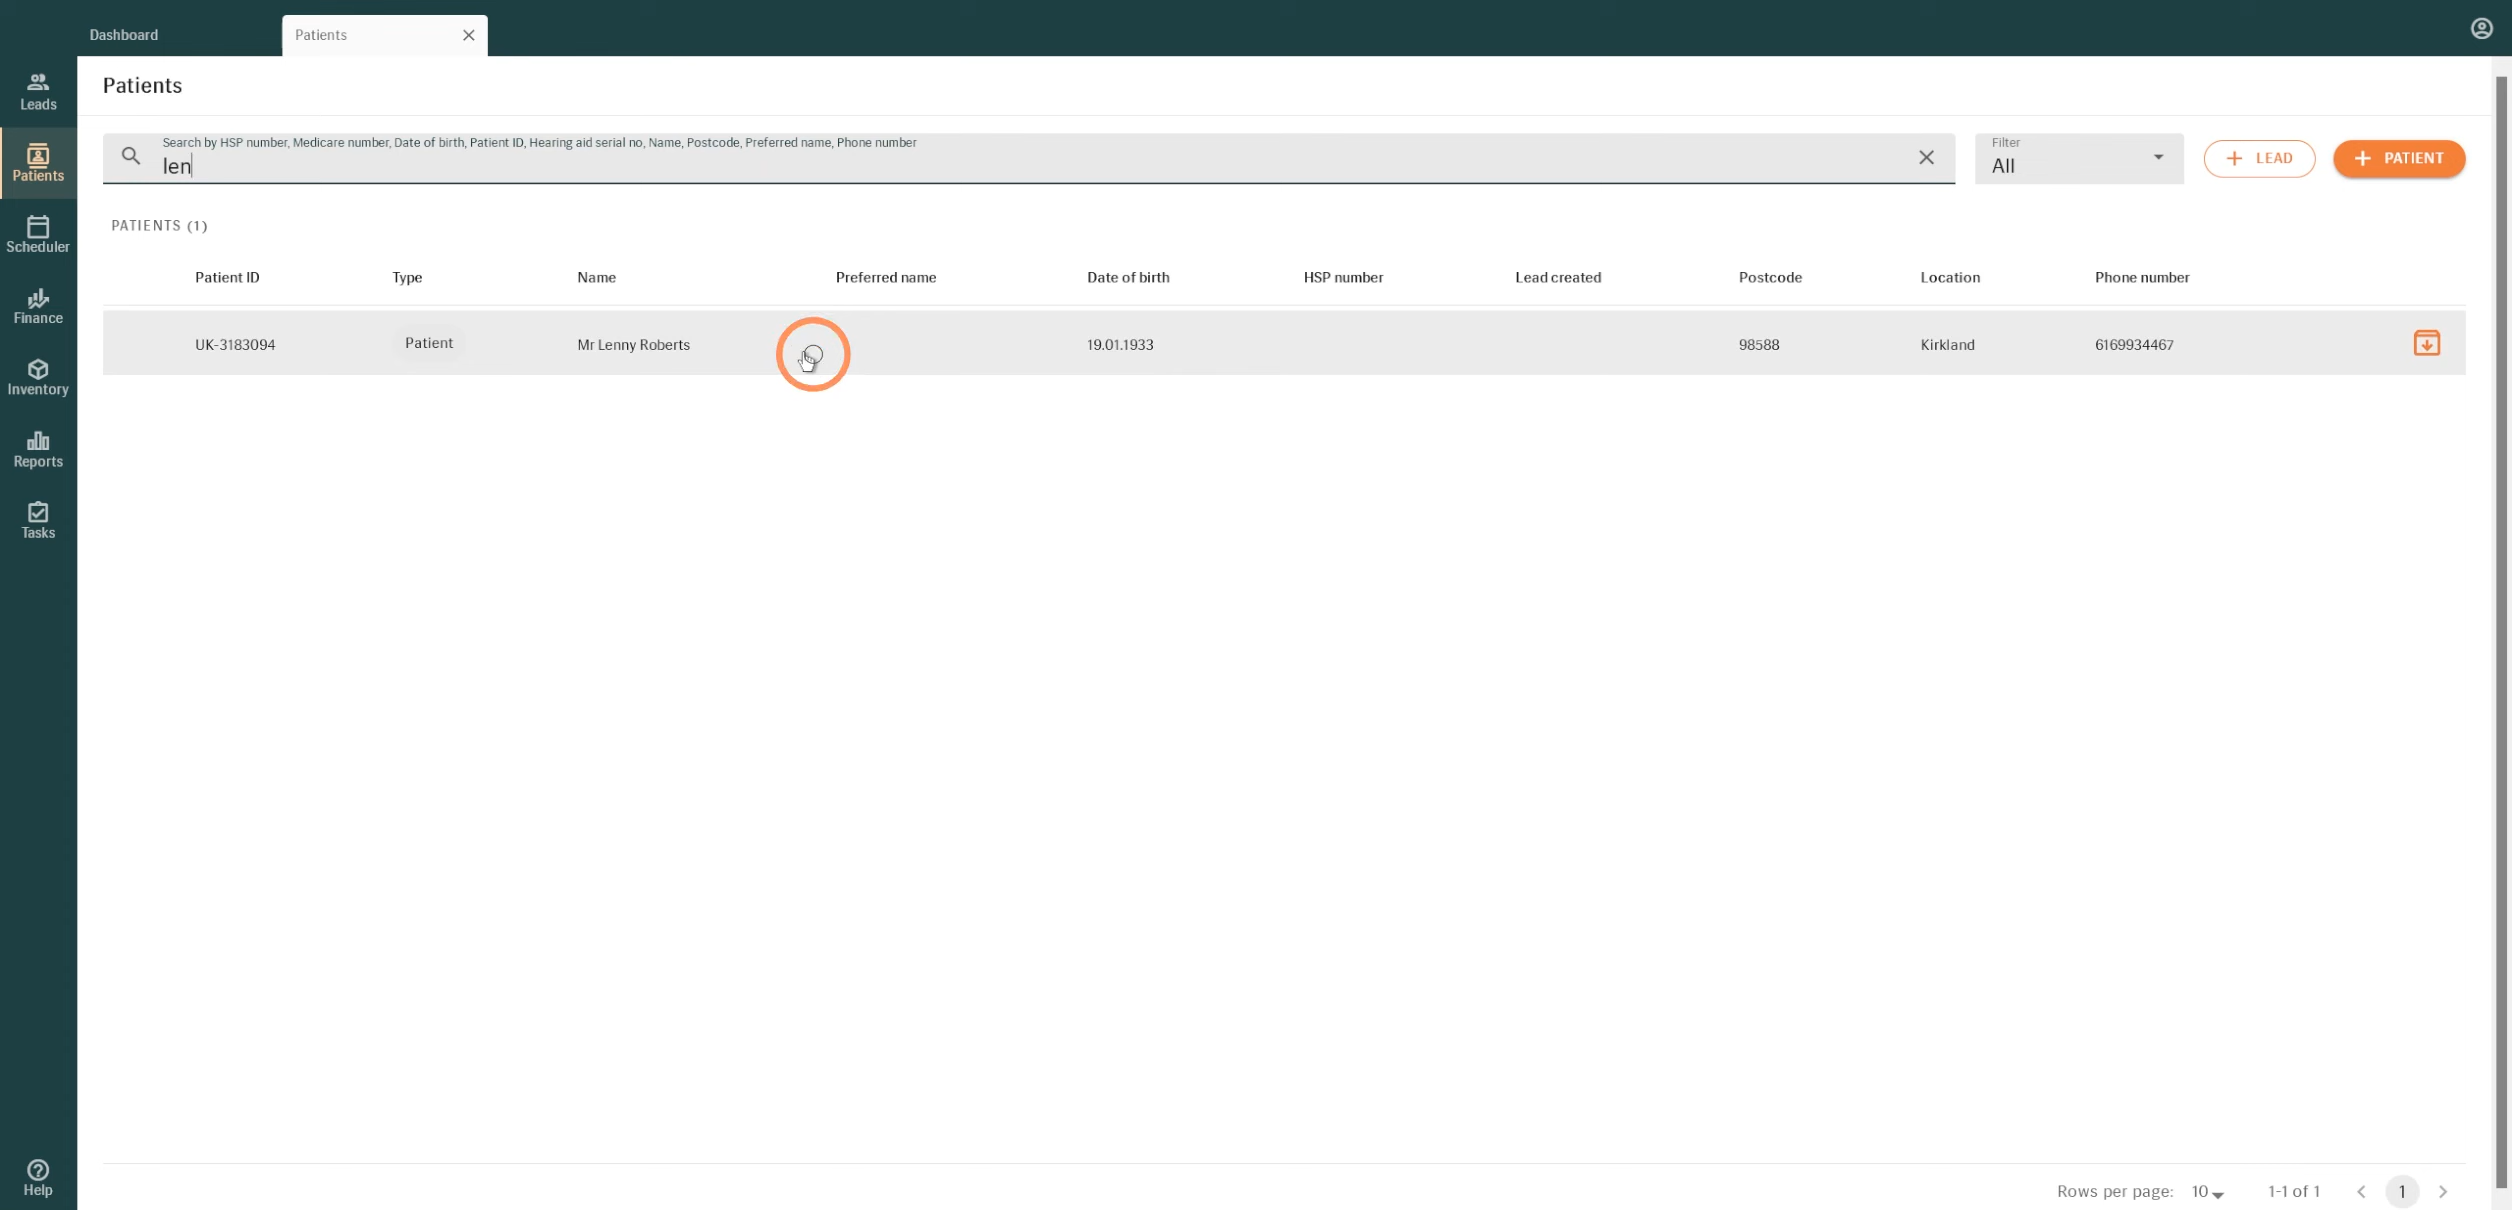 Dashboard
Patients
Leads
Patients
Scheduler
Finance
Inventory
Reports
Tasks
Help
Patients
Search by HSP number, Medicare number, Date of birth, Patient ID, Hearing aid serial no, Name, Postcode, Preferred name, Phone number
len
Filter
All
LEAD
PATIENT
PATIENTS (1)
Patient ID Type Name Preferred name Date of birth HSP number Lead created Postcode Location Phone number
UK-3183094 Patient Mr Lenny Roberts 19.01.1933 98588 Kirkland 6169934467
Rows per page: 10 1-1 of 1 1